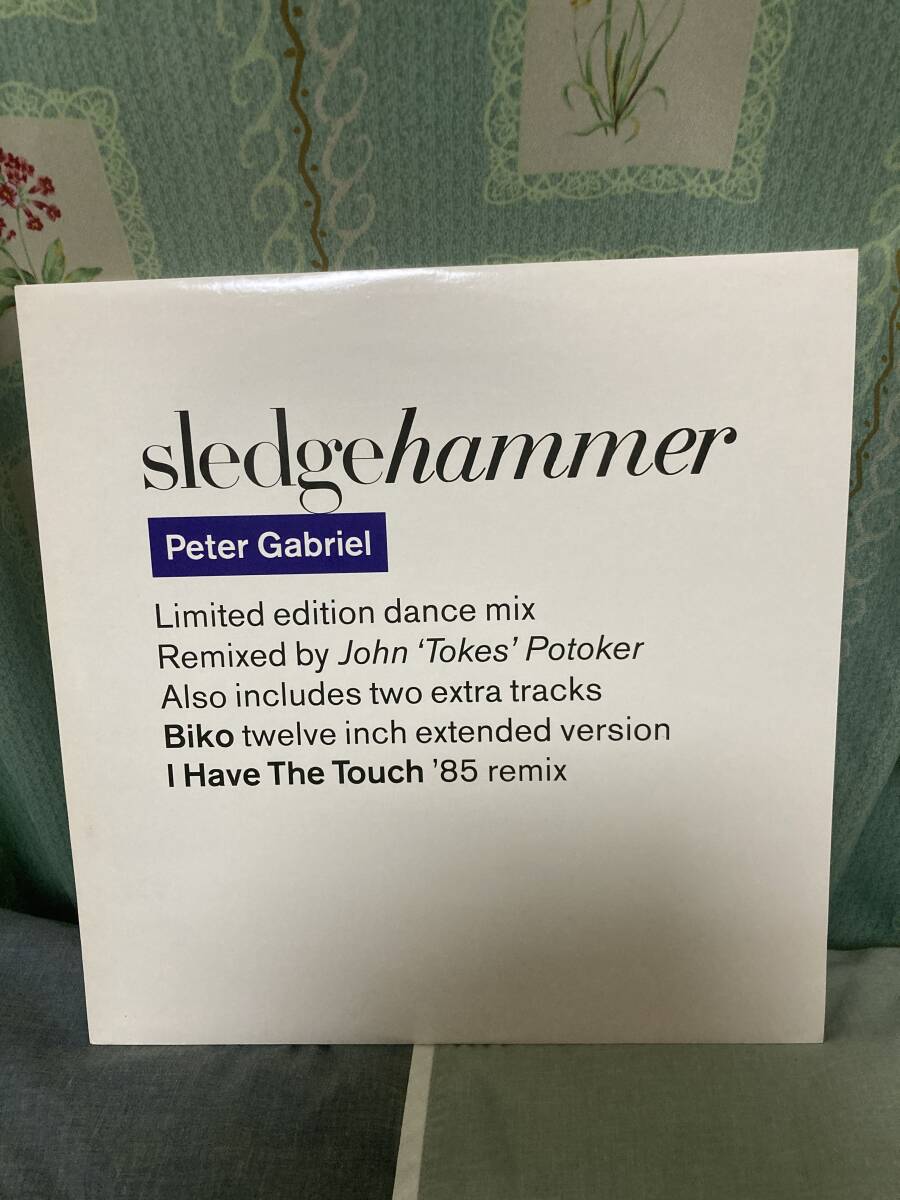 sledgehammer
Peter Gabriel
Limited edition dance mix
Remixed by John ‘Tokes’ Potoker
Also includes two extra tracks
Biko twelve inch extended version
I Have The Touch ’85 remix